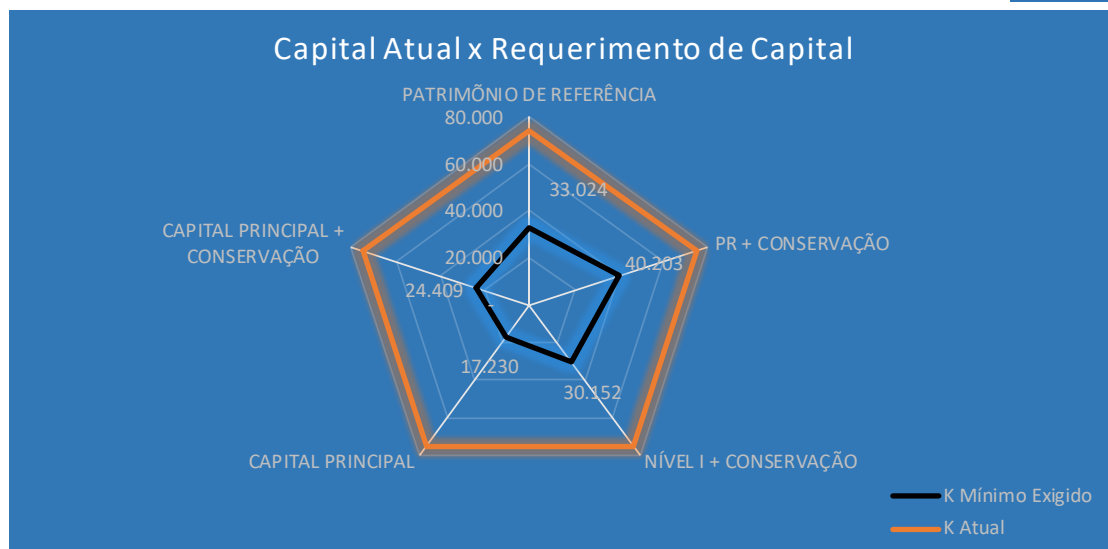 Capital Atual x Requerimento de Capital
PATRIMÕNIO DE REFERÊNCIA
80.000
60.000
40.000
20.000
-
33.024
40.203
30.152
17.230
24.409
PR + CONSERVAÇÃO
NÍVEL I + CONSERVAÇÃO
CAPITAL PRINCIPAL
CAPITAL PRINCIPAL +
CONSERVAÇÃO
K Mínimo Exigido
K Atual